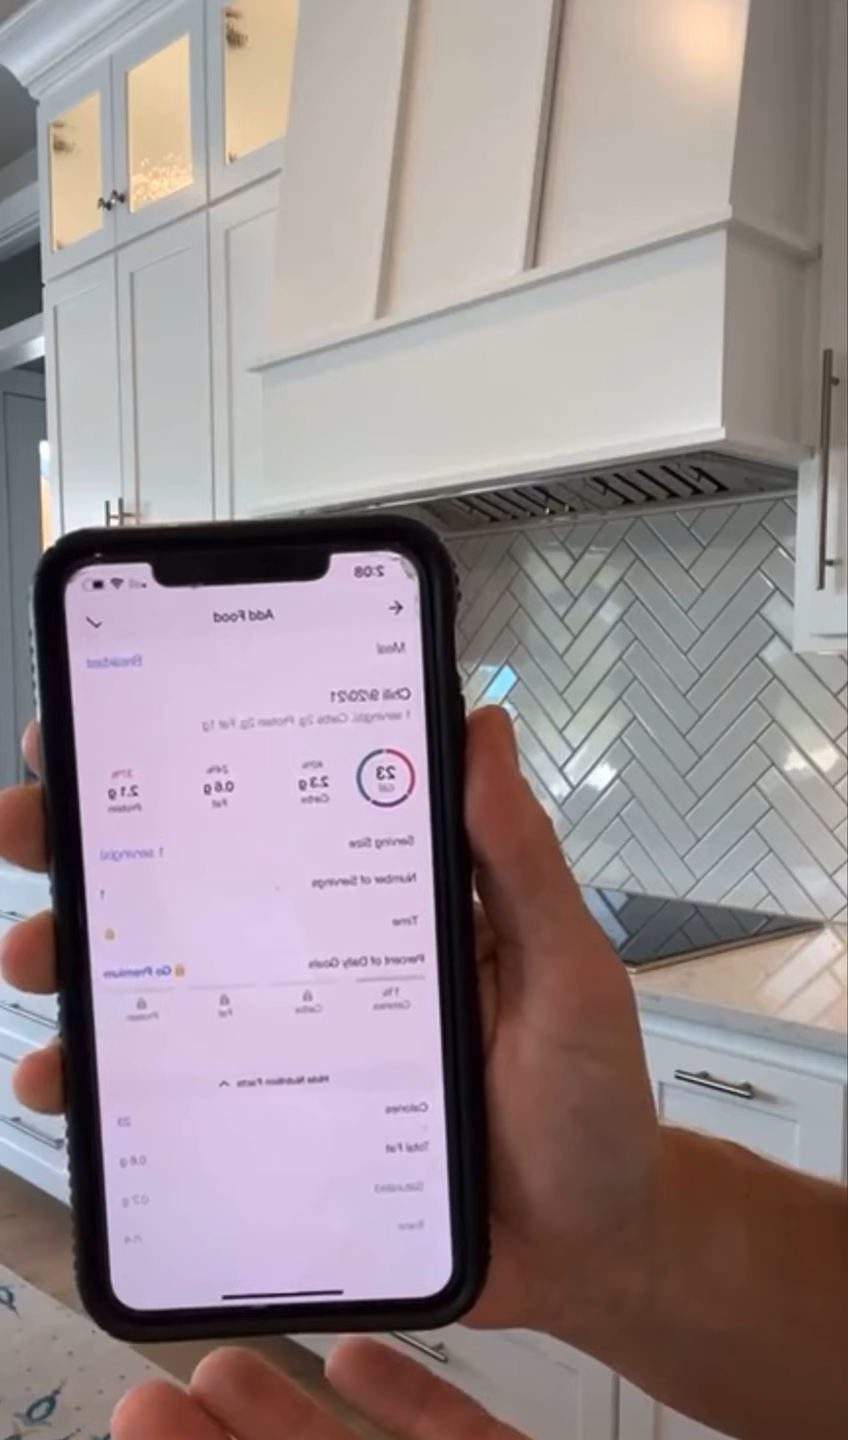 2:08
Add Food
Meal Breakfast
Chili 9/20/21
1 serving(s), Carbs 2g, Protein 2g, Fat 1g
23 cal
40% 24% 37%
2.3 g 0.6 g 2.1 g
Carbs Fat Protein
Serving Size 1 serving(s)
Number of Servings 1
Time
Percent of Daily Goals Go Premium
1%
Calories Carbs Fat Protein
Hide Nutrition Facts
Calories 23
Total Fat 0.6 g
Saturated 0.2 g
Trans